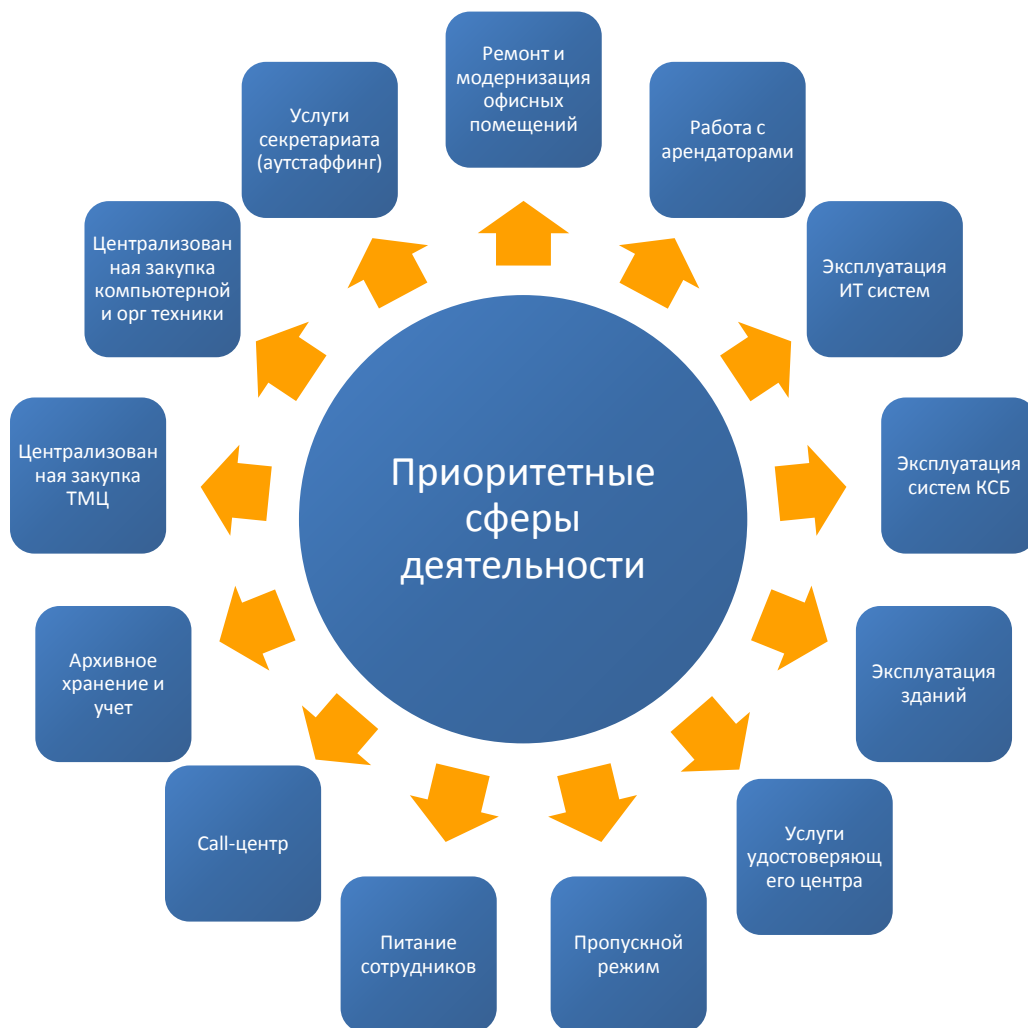 Ремонт и
модернизация
офисных
помещений
Работа с
арендаторами
Эксплуатация
ИТ систем
Эксплуатация
систем КСБ
Эксплуатация
зданий
Услуги
удостоверяющ
его центра
Пропускной
режим
Питание
сотрудников
Call-центр
Архивное
хранение и
учет
Централизован
ная закупка
ТМЦ
Централизован
ная закупка
компьютерной
и орг техники
Услуги
секретариата
(аутстаффинг)
Приоритетные
сферы
деятельности